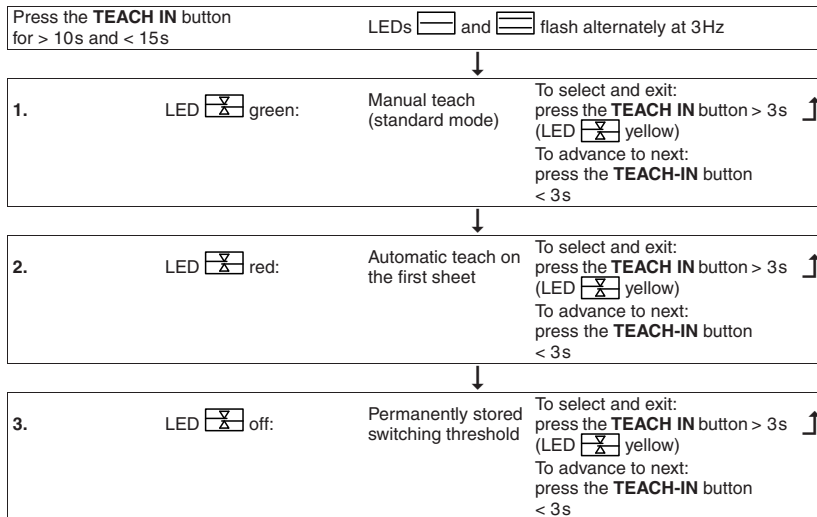 Press the TEACH IN button
for > 10s and < 15s
LEDs and flash alternately at 3Hz
1.
LED green:
Manual teach
(standard mode)
To select and exit:
press the TEACH IN button > 3s
(LED yellow)
To advance to next:
press the TEACH-IN button
< 3s
2.
LED red:
Automatic teach on
the first sheet
To select and exit:
press the TEACH IN button > 3s
(LED yellow)
To advance to next:
press the TEACH-IN button
< 3s
3.
LED off:
Permanently stored
switching threshold
To select and exit:
press the TEACH IN button > 3s
(LED yellow)
To advance to next:
press the TEACH-IN button
< 3s